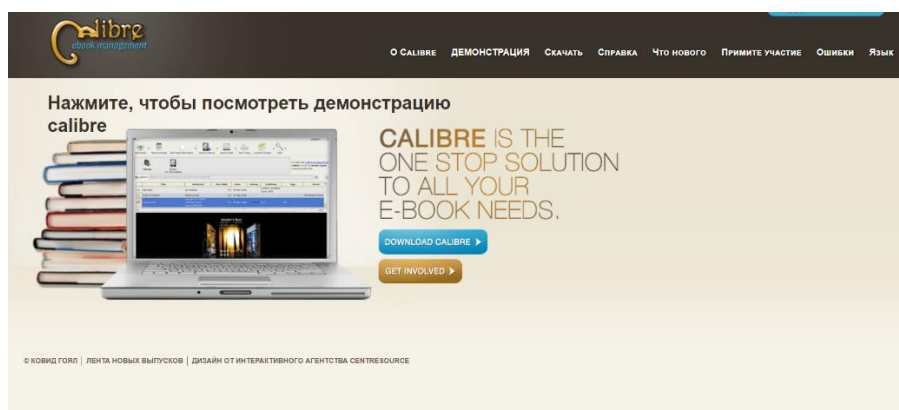 Calibre
ebook management
О Calibre ДЕМОНСТРАЦИЯ Скачать Справка Что нового Примите участие Ошибки Язык
Нажмите, чтобы посмотреть демонстрацию
calibre
CALIBRE IS THE
ONE STOP SOLUTION
TO ALL YOUR
E-BOOK NEEDS.
DOWNLOAD CALIBRE
GET INVOLVED
© КОВИД ГОЯЛ | ЛЕНТА НОВЫХ ВЫПУСКОВ | ДИЗАЙН ОТ ИНТЕРАКТИВНОГО АГЕНТСТВА CENTRESOURCE